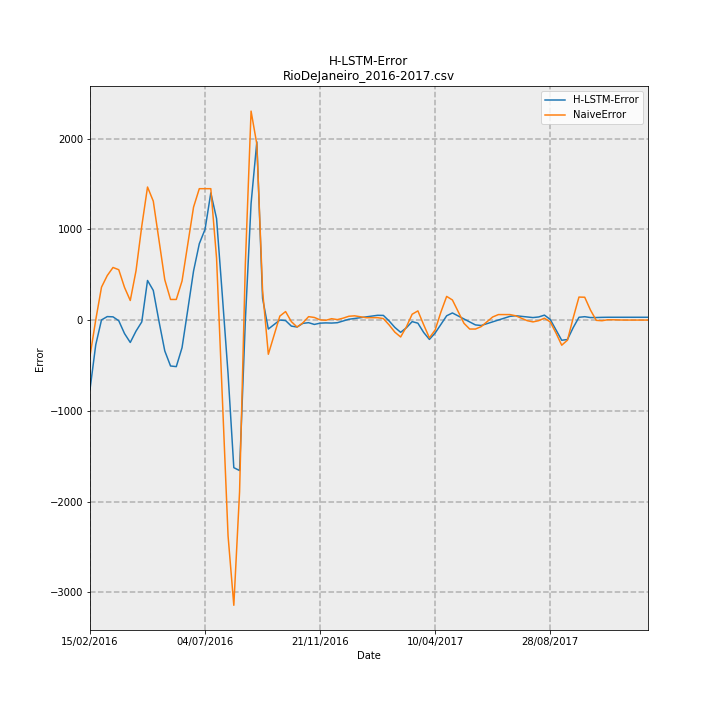 H-LSTM-Error
RioDeJaneiro_2016-2017.csv
H-LSTM-Error
NaiveError
2000
1000
0
−1000
−2000
−3000
Error
15/02/2016 04/07/2016 21/11/2016 10/04/2017 28/08/2017
Date